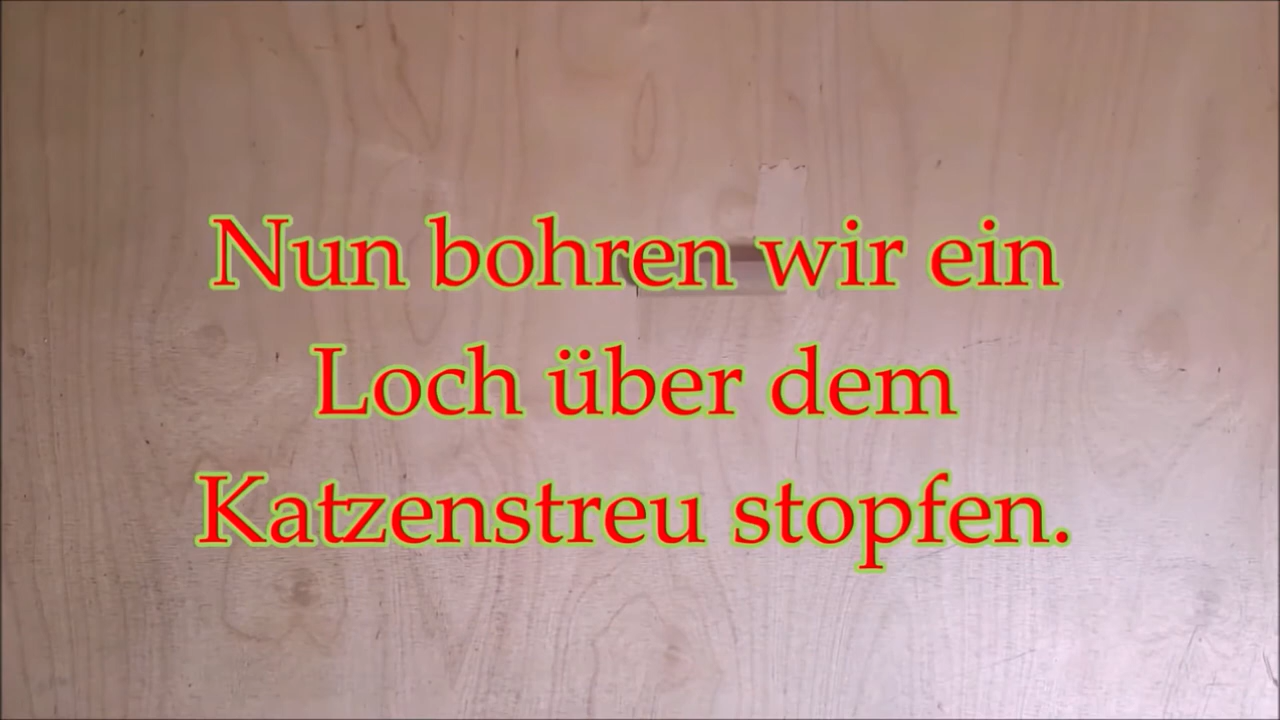 Nun bohren wir ein
Loch über dem
Katzenstreu stopfen.